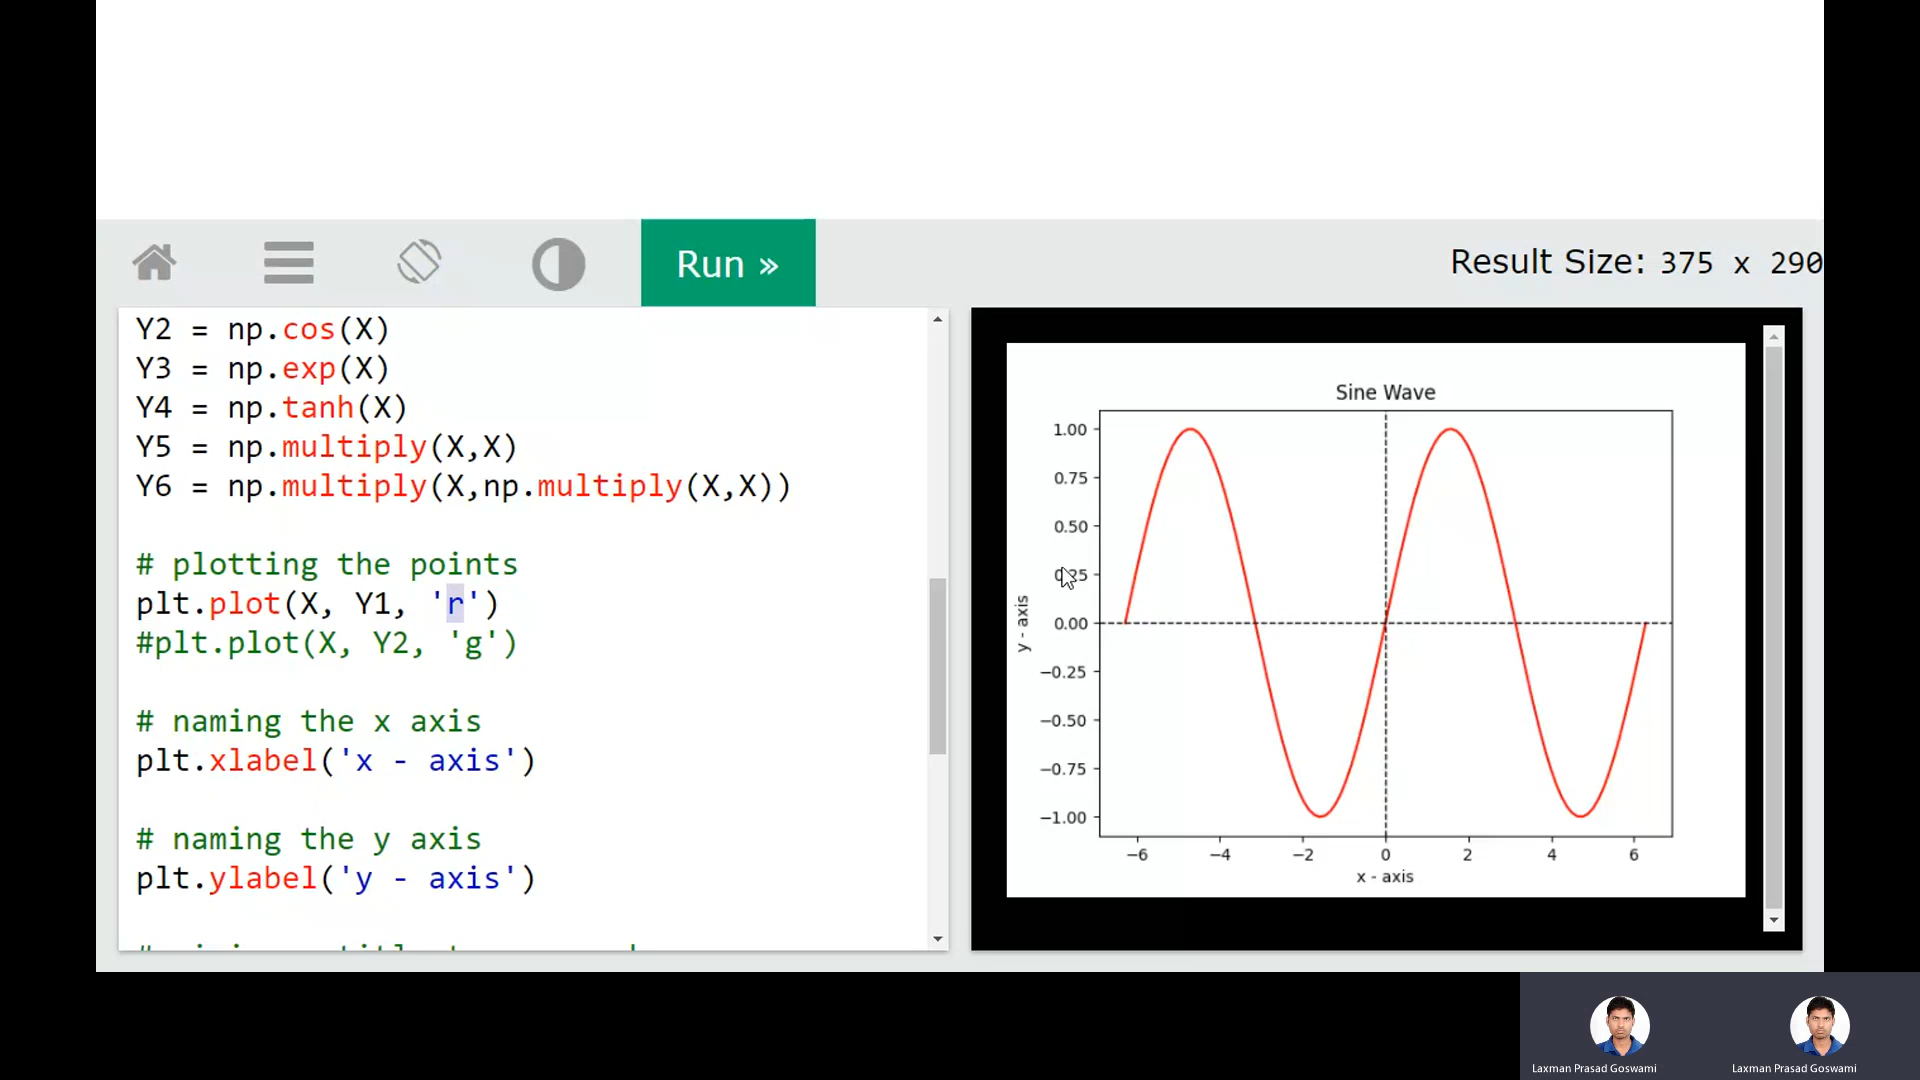 Run »
Result Size: 375 x 290
Y2 = np.cos(X)
Y3 = np.exp(X)
Y4 = np.tanh(X)
Y5 = np.multiply(X,X)
Y6 = np.multiply(X,np.multiply(X,X))
# plotting the points
plt.plot(X, Y1, 'r')
#plt.plot(X, Y2, 'g')
# naming the x axis
plt.xlabel('x - axis')
# naming the y axis
plt.ylabel('y - axis')
Sine Wave
1.00
0.75
0.50
0.25
0.00
−0.25
−0.50
−0.75
−1.00
y - axis
−6 −4 −2 0 2 4 6
x - axis
Laxman Prasad Goswami
Laxman Prasad Goswami